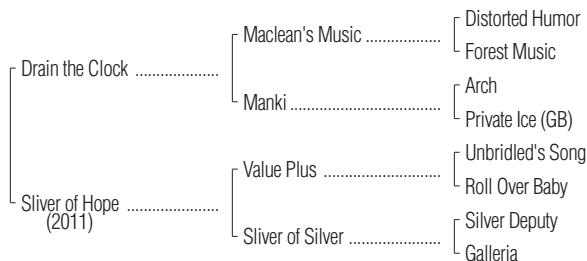 Distorted Humor
Maclean's Music ..................
Forest Music
Drain the Clock ....................
Arch
Manki .....................................
Private Ice (GB)
Unbridled's Song
Value Plus ..............................
Roll Over Baby
Sliver of Hope ......................
(2011)
Silver Deputy
Sliver of Silver ........................
Galleria